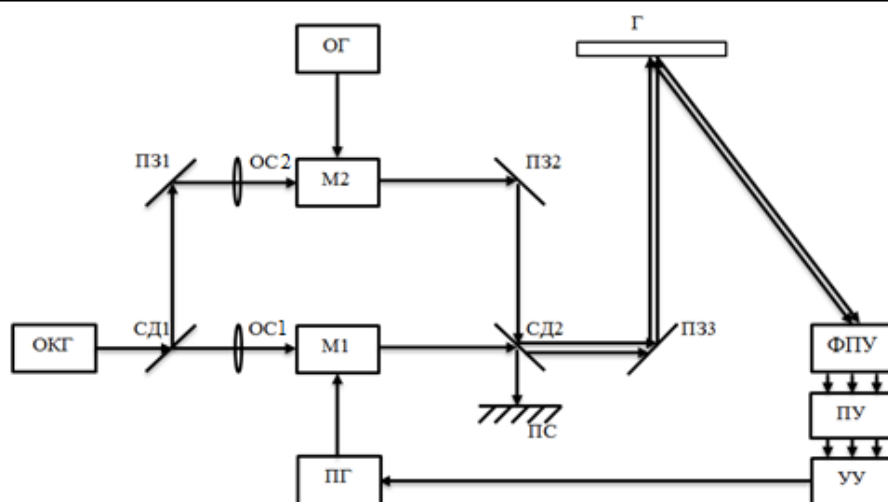 Г
ОГ
ПЗ1
ОС2
М2
ПЗ2
СД1
ОС1
СД2
ПЗ3
ОКГ
М1
ФПУ
ПС
ПУ
ПГ
УУ